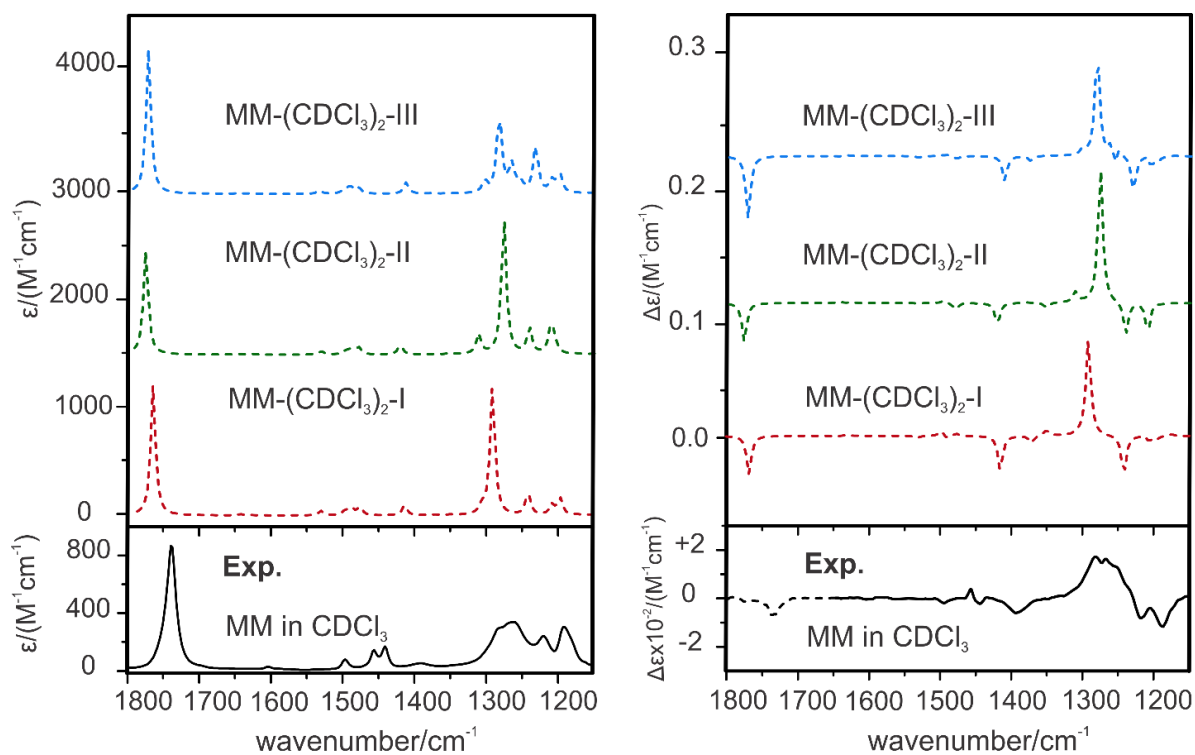 4000
3000
2000
1000
0
ε/(M⁻¹cm⁻¹)
MM-(CDCl₃)₂-III
MM-(CDCl₃)₂-II
MM-(CDCl₃)₂-I
800
400
0
ε/(M⁻¹cm⁻¹)
Exp.
MM in CDCl₃
1800 1700 1600 1500 1400 1300 1200
wavenumber/cm⁻¹
0.3
0.2
0.1
0.0
Δε/(M⁻¹cm⁻¹)
MM-(CDCl₃)₂-III
MM-(CDCl₃)₂-II
MM-(CDCl₃)₂-I
+2
0
-2
Δεx10⁻²/(M⁻¹cm⁻¹)
Exp.
MM in CDCl₃
1800 1700 1600 1500 1400 1300 1200
wavenumber/cm⁻¹